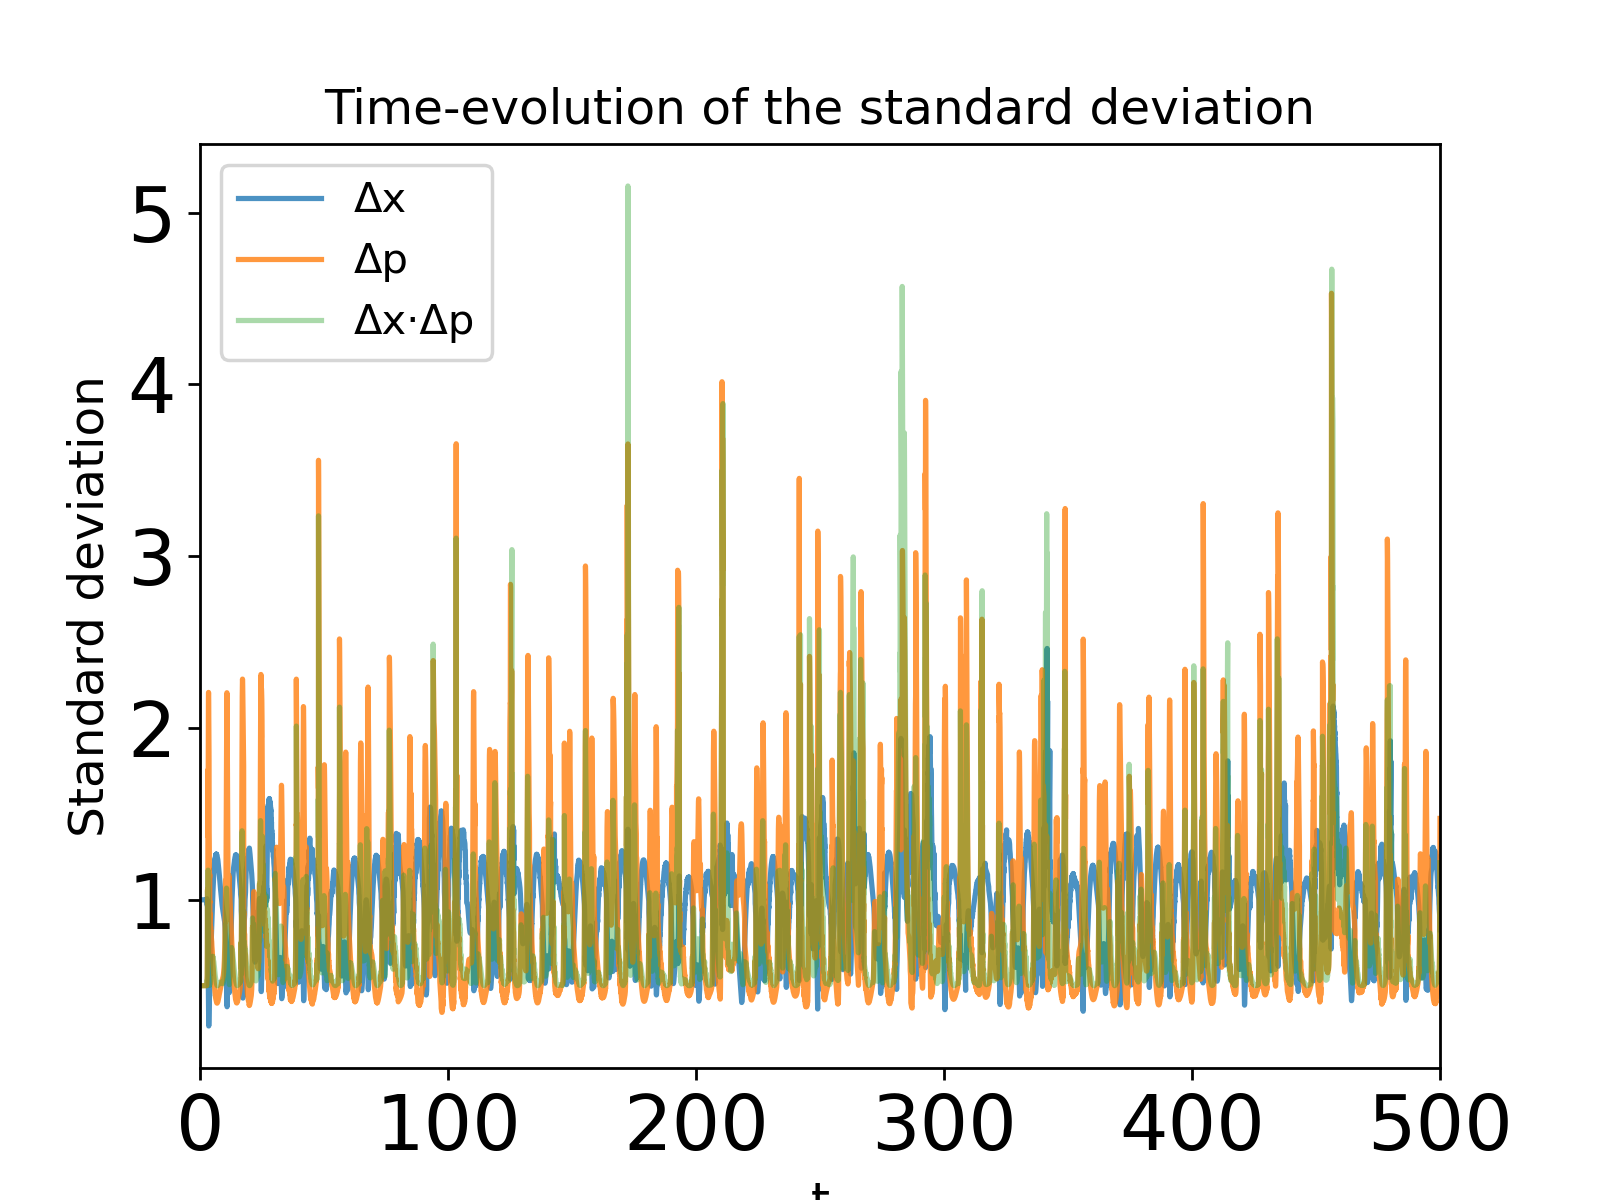 Time-evolution of the standard deviation
Δx
Δp
Δx·Δp
Standard deviation
5
4
3
2
1
0 100 200 300 400 500
t